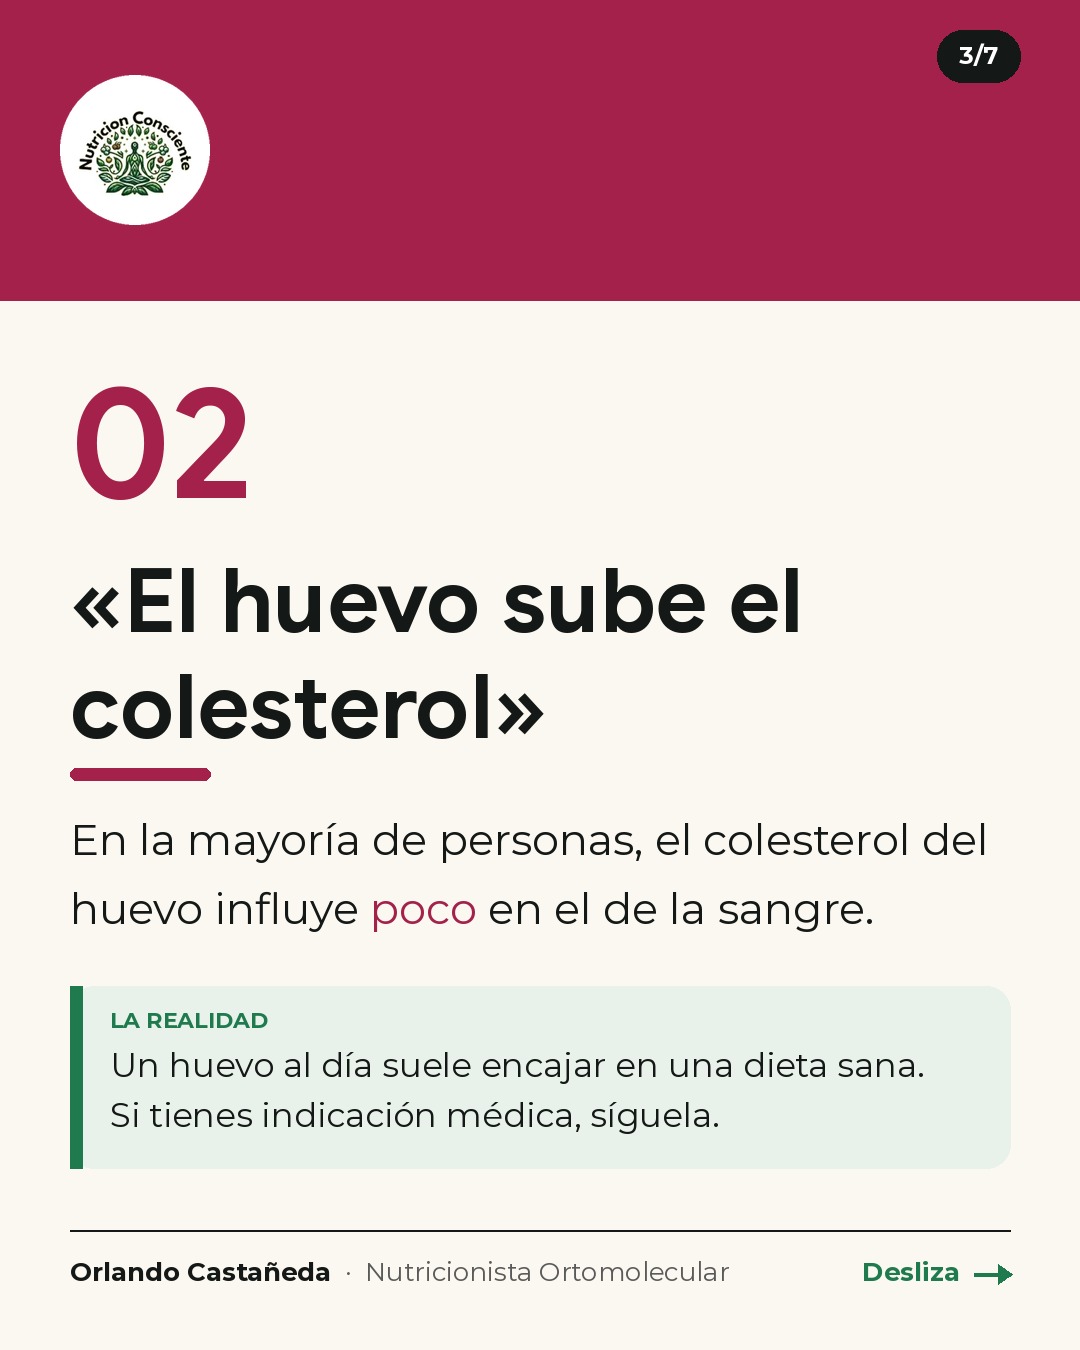 3/7
Nutricion Consciente
02
«El huevo sube el
colesterol»
En la mayoría de personas, el colesterol del
huevo influye poco en el de la sangre.
LA REALIDAD
Un huevo al día suele encajar en una dieta sana.
Si tienes indicación médica, síguela.
Orlando Castañeda · Nutricionista Ortomolecular
Desliza